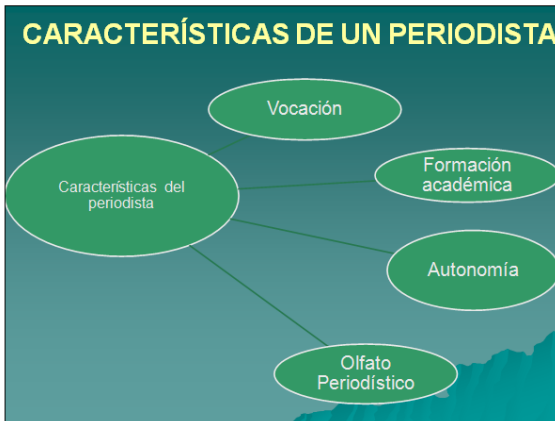 CARACTERÍSTICAS DE UN PERIODISTA
Vocación
Características del
periodista
Formación
académica
Autonomía
Olfato
Periodístico